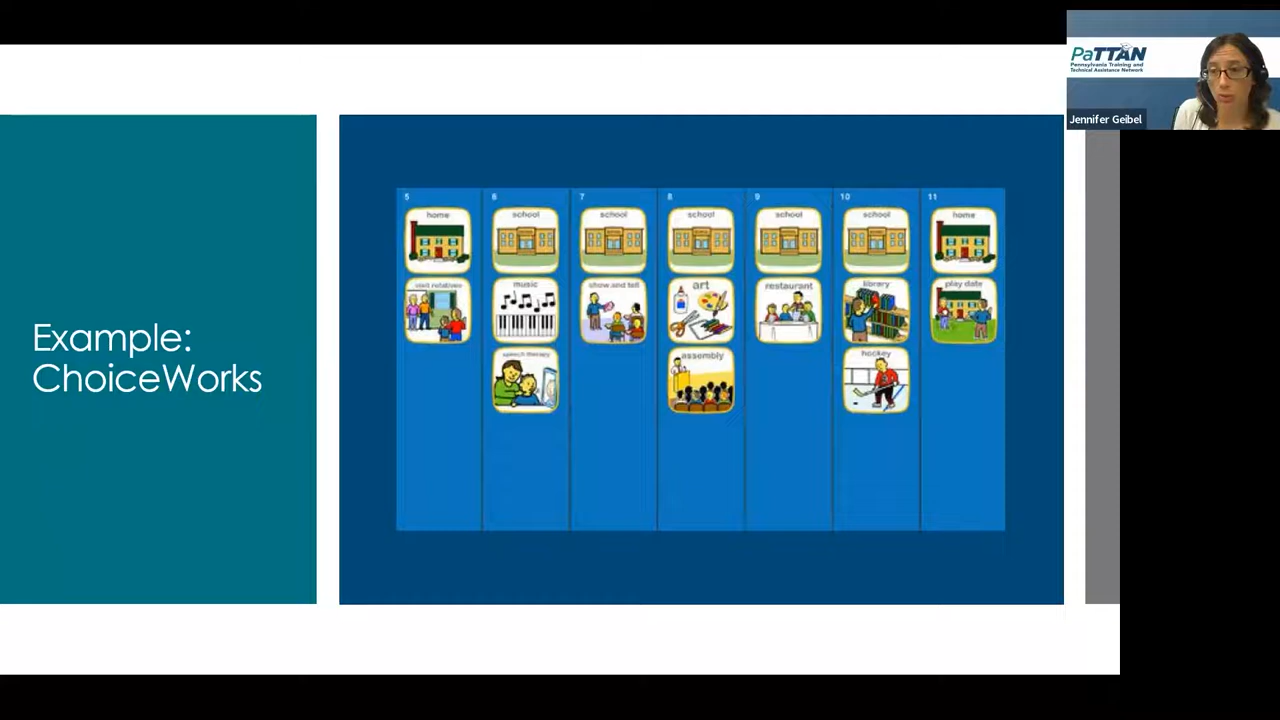 PaTTAN
Pennsylvania Training and
Technical Assistance Network
Jennifer Geibel
Example:
ChoiceWorks
5 6 7 8 9 10 11
home school school school school school home
visit relatives music show and tell art restaurant library play date
speech therapy assembly hockey